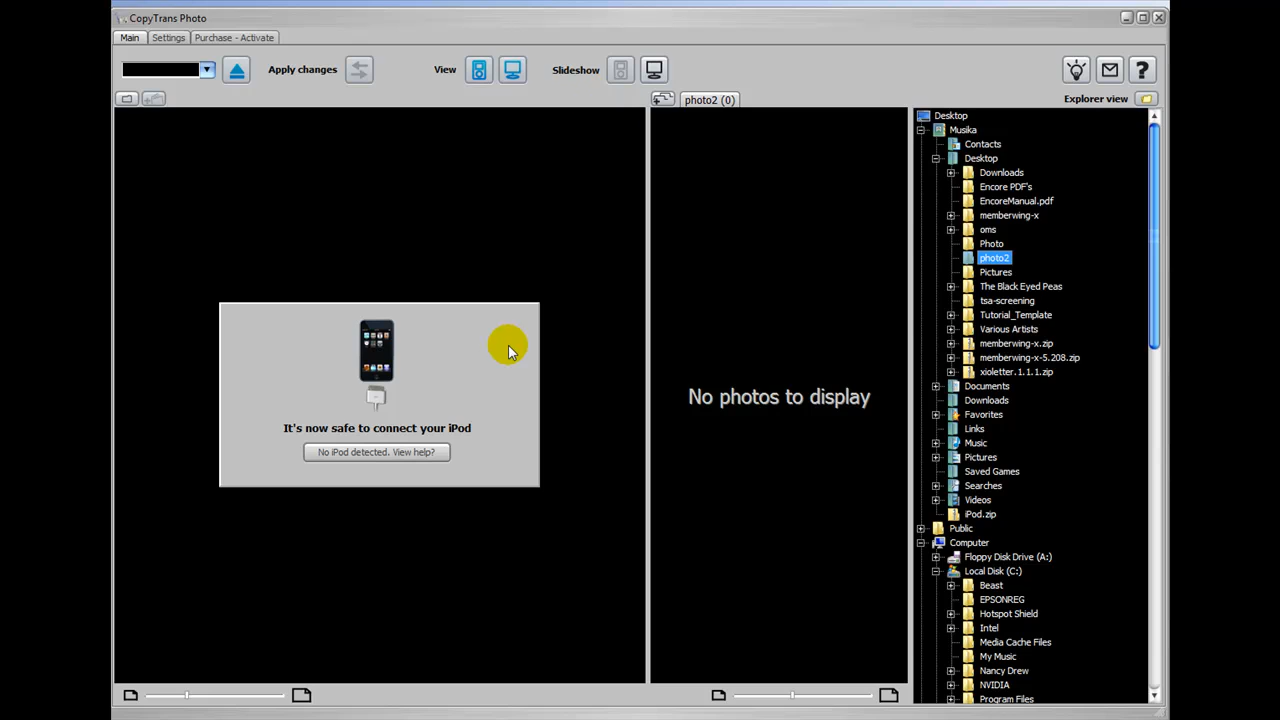 CopyTrans Photo
Main
Settings
Purchase - Activate
Apply changes
View
Slideshow
photo2 (0)
Explorer view
It's now safe to connect your iPod
No iPod detected. View help?
No photos to display
Desktop
Musika
Contacts
Desktop
Downloads
Encore PDF's
EncoreManual.pdf
memberwing-x
oms
Photo
photo2
Pictures
The Black Eyed Peas
tsa-screening
Tutorial_Template
Various Artists
memberwing-x.zip
memberwing-x-5.208.zip
xioletter.1.1.1.zip
Documents
Downloads
Favorites
Links
Music
Pictures
Saved Games
Searches
Videos
iPod.zip
Public
Computer
Floppy Disk Drive (A:)
Local Disk (C:)
Beast
EPSONREG
Hotspot Shield
Intel
Media Cache Files
My Music
Nancy Drew
NVIDIA
Program Files